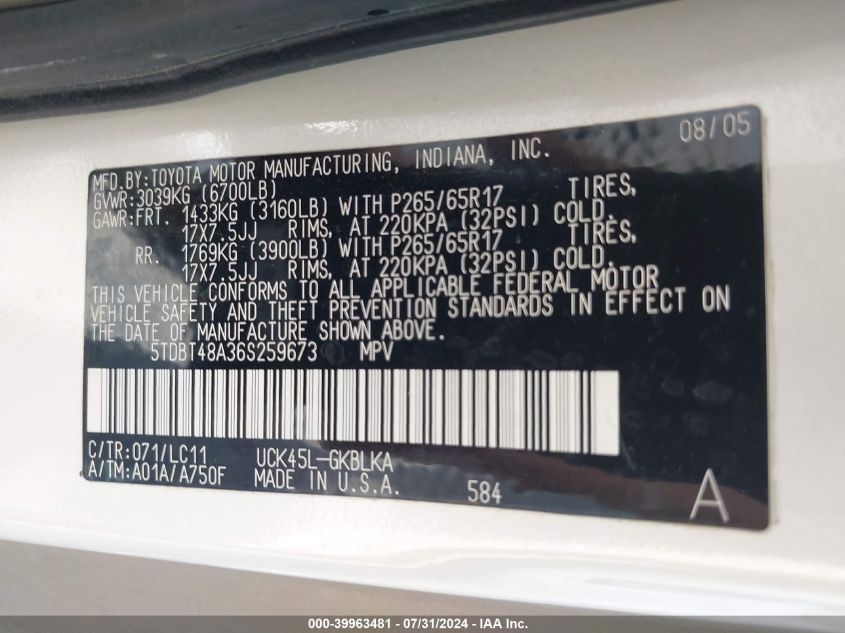 08/05
MFD.BY:TOYOTA MOTOR MANUFACTURING, INDIANA, INC.
GVWR:3039KG (6700LB)
GAWR:FRT. 1433KG (3160LB) WITH P265/65R17 TIRES,
17X7.5JJ RIMS, AT 220KPA (32PSI) COLD.
RR. 1769KG (3900LB) WITH P265/65R17 TIRES,
17X7.5JJ RIMS, AT 220KPA (32PSI) COLD.
THIS VEHICLE CONFORMS TO ALL APPLICABLE FEDERAL MOTOR
VEHICLE SAFETY AND THEFT PREVENTION STANDARDS IN EFFECT ON
THE DATE OF MANUFACTURE SHOWN ABOVE.
5TDBT48A36S259673 MPV
C/TR:071/LC11 UCK45L-GKBLKA
A/TM:A01A/A750F MADE IN U.S.A. 584
A
000-39963481 - 07/31/2024 - IAA Inc.